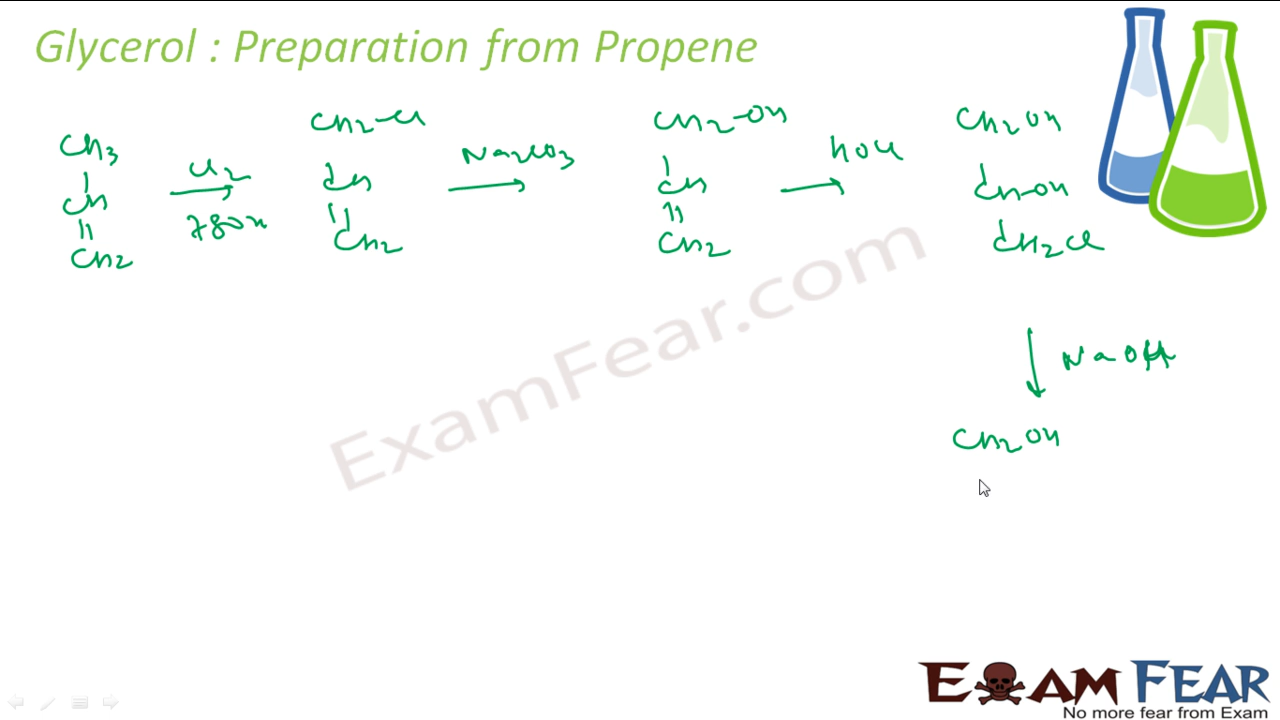 Glycerol : Preparation from Propene
CH3
|
CH
||
CH2
Cl2
780K
CH2-Cl
|
CH
||
CH2
Na2CO3
CH2-OH
|
CH
||
CH2
HOCl
CH2OH
|
CH-OH
|
CH2Cl
NaOH
CH2OH
ExamFear.com
EXAM FEAR
No more fear from Exam